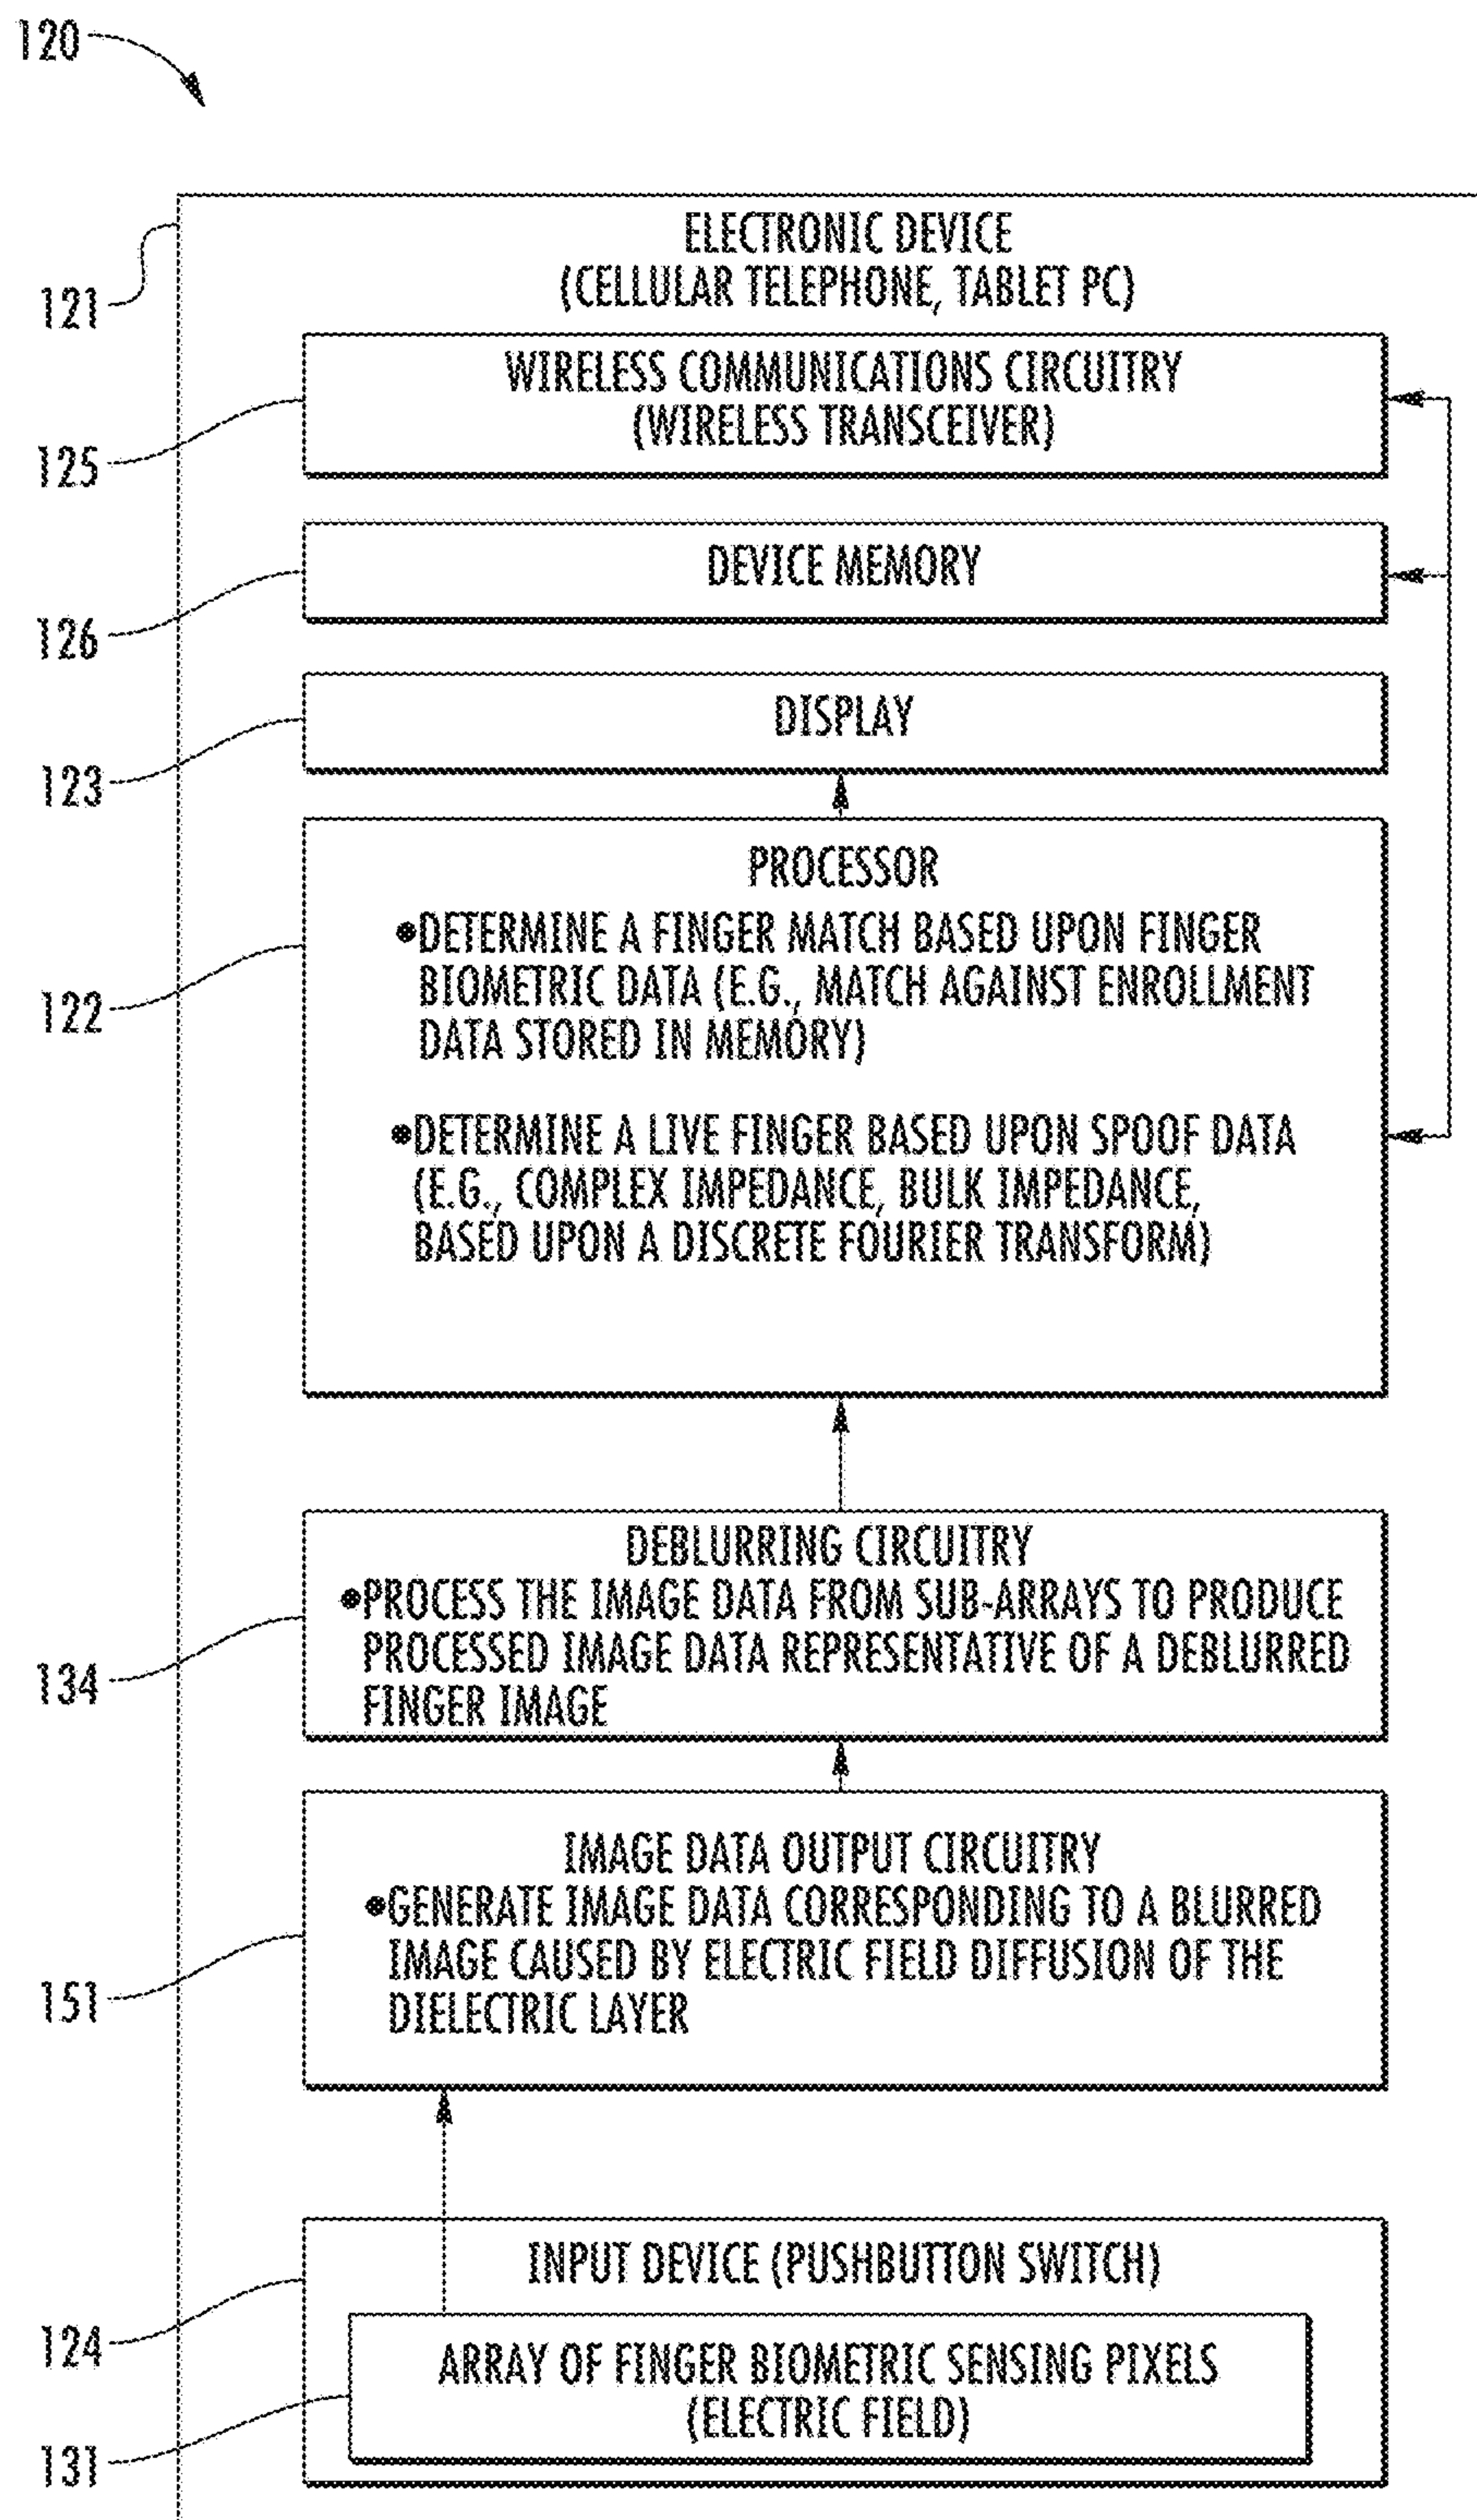 120
ELECTRONIC DEVICE
(CELLULAR TELEPHONE, TABLET PC)
121
WIRELESS COMMUNICATIONS CIRCUITRY
(WIRELESS TRANSCEIVER)
125
DEVICE MEMORY
126
DISPLAY
123
PROCESSOR
•DETERMINE A FINGER MATCH BASED UPON FINGER
BIOMETRIC DATA (E.G., MATCH AGAINST ENROLLMENT
DATA STORED IN MEMORY)
122
•DETERMINE A LIVE FINGER BASED UPON SPOOF DATA
(E.G., COMPLEX IMPEDANCE, BULK IMPEDANCE,
BASED UPON A DISCRETE FOURIER TRANSFORM)
DEBLURRING CIRCUITRY
•PROCESS THE IMAGE DATA FROM SUB-ARRAYS TO PRODUCE
PROCESSED IMAGE DATA REPRESENTATIVE OF A DEBLURRED
FINGER IMAGE
134
IMAGE DATA OUTPUT CIRCUITRY
•GENERATE IMAGE DATA CORRESPONDING TO A BLURRED
IMAGE CAUSED BY ELECTRIC FIELD DIFFUSION OF THE
DIELECTRIC LAYER
151
INPUT DEVICE (PUSHBUTTON SWITCH)
124
ARRAY OF FINGER BIOMETRIC SENSING PIXELS
(ELECTRIC FIELD)
131